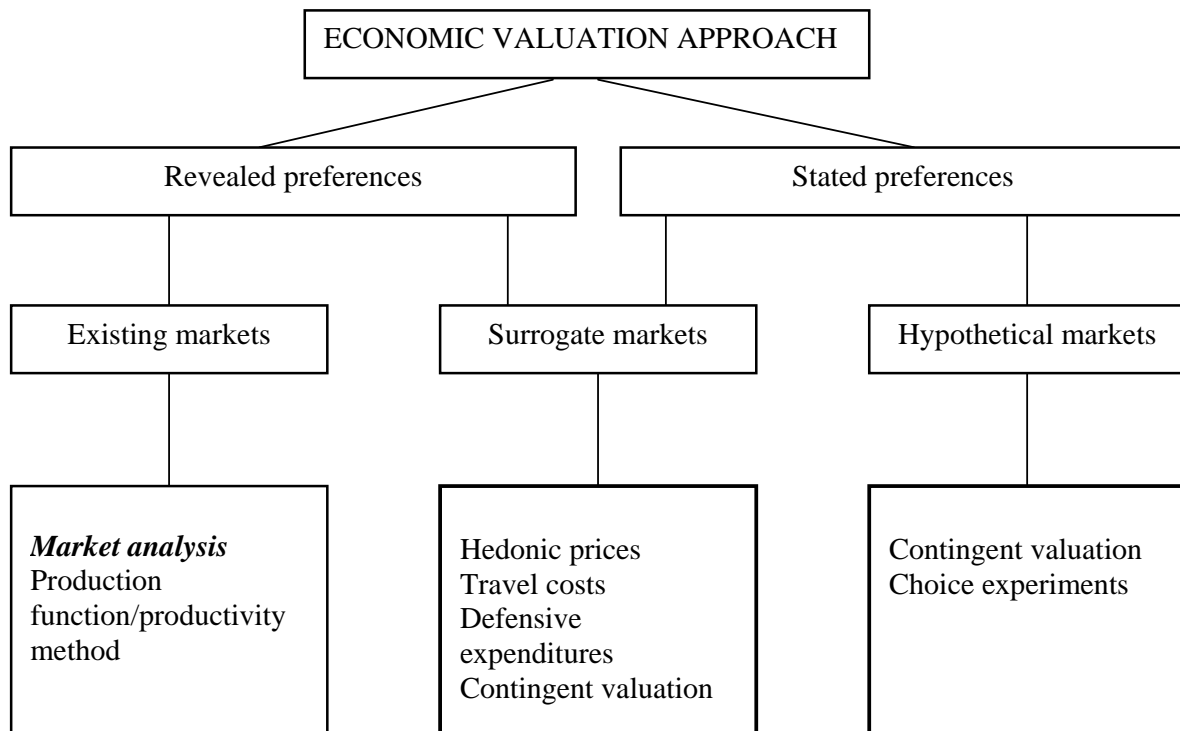 ECONOMIC VALUATION APPROACH
Revealed preferences
Stated preferences
Existing markets
Surrogate markets
Hypothetical markets
Market analysis
Production
function/productivity
method
Hedonic prices
Travel costs
Defensive
expenditures
Contingent valuation
Contingent valuation
Choice experiments